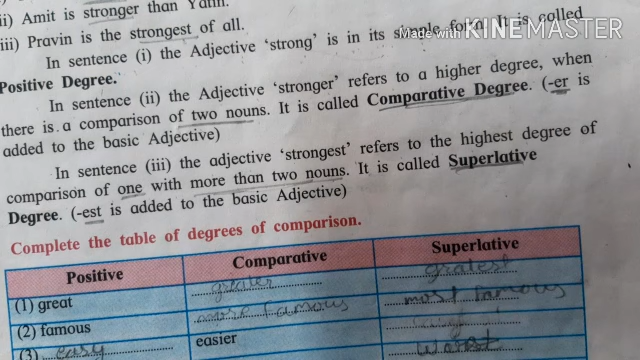 ii) Amit is stronger than Yatin.
Made with KINEMASTER
iii) Pravin is the strongest of all.
In sentence (i) the Adjective 'strong' is in its simple form. It is called
Positive Degree.
In sentence (ii) the Adjective 'stronger' refers to a higher degree, when
there is a comparison of two nouns. It is called Comparative Degree. (-er is
added to the basic Adjective)
In sentence (iii) the adjective 'strongest' refers to the highest degree of
comparison of one with more than two nouns. It is called Superlative
Degree. (-est is added to the basic Adjective)
Complete the table of degrees of comparison.
Positive Comparative Superlative
(1) great greater greatest
(2) famous more famous most famous
(3) easy easier
worst